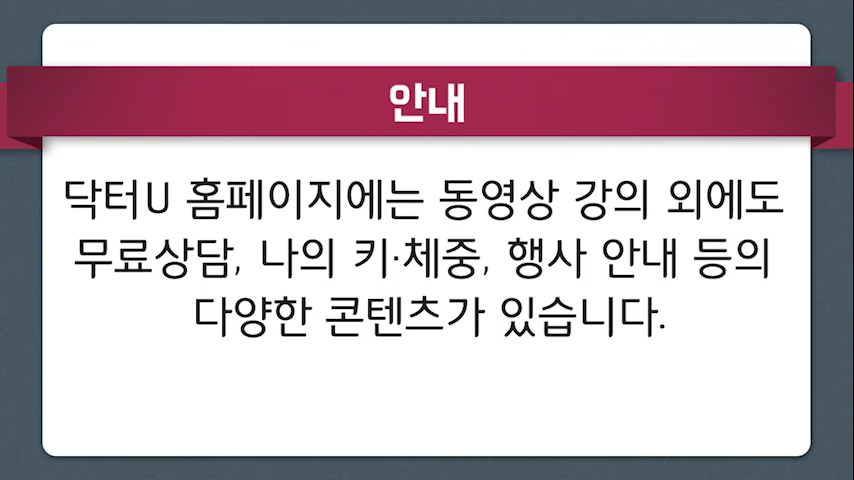 안내
닥터U 홈페이지에는 동영상 강의 외에도
무료상담, 나의 키·체중, 행사 안내 등의
다양한 콘텐츠가 있습니다.